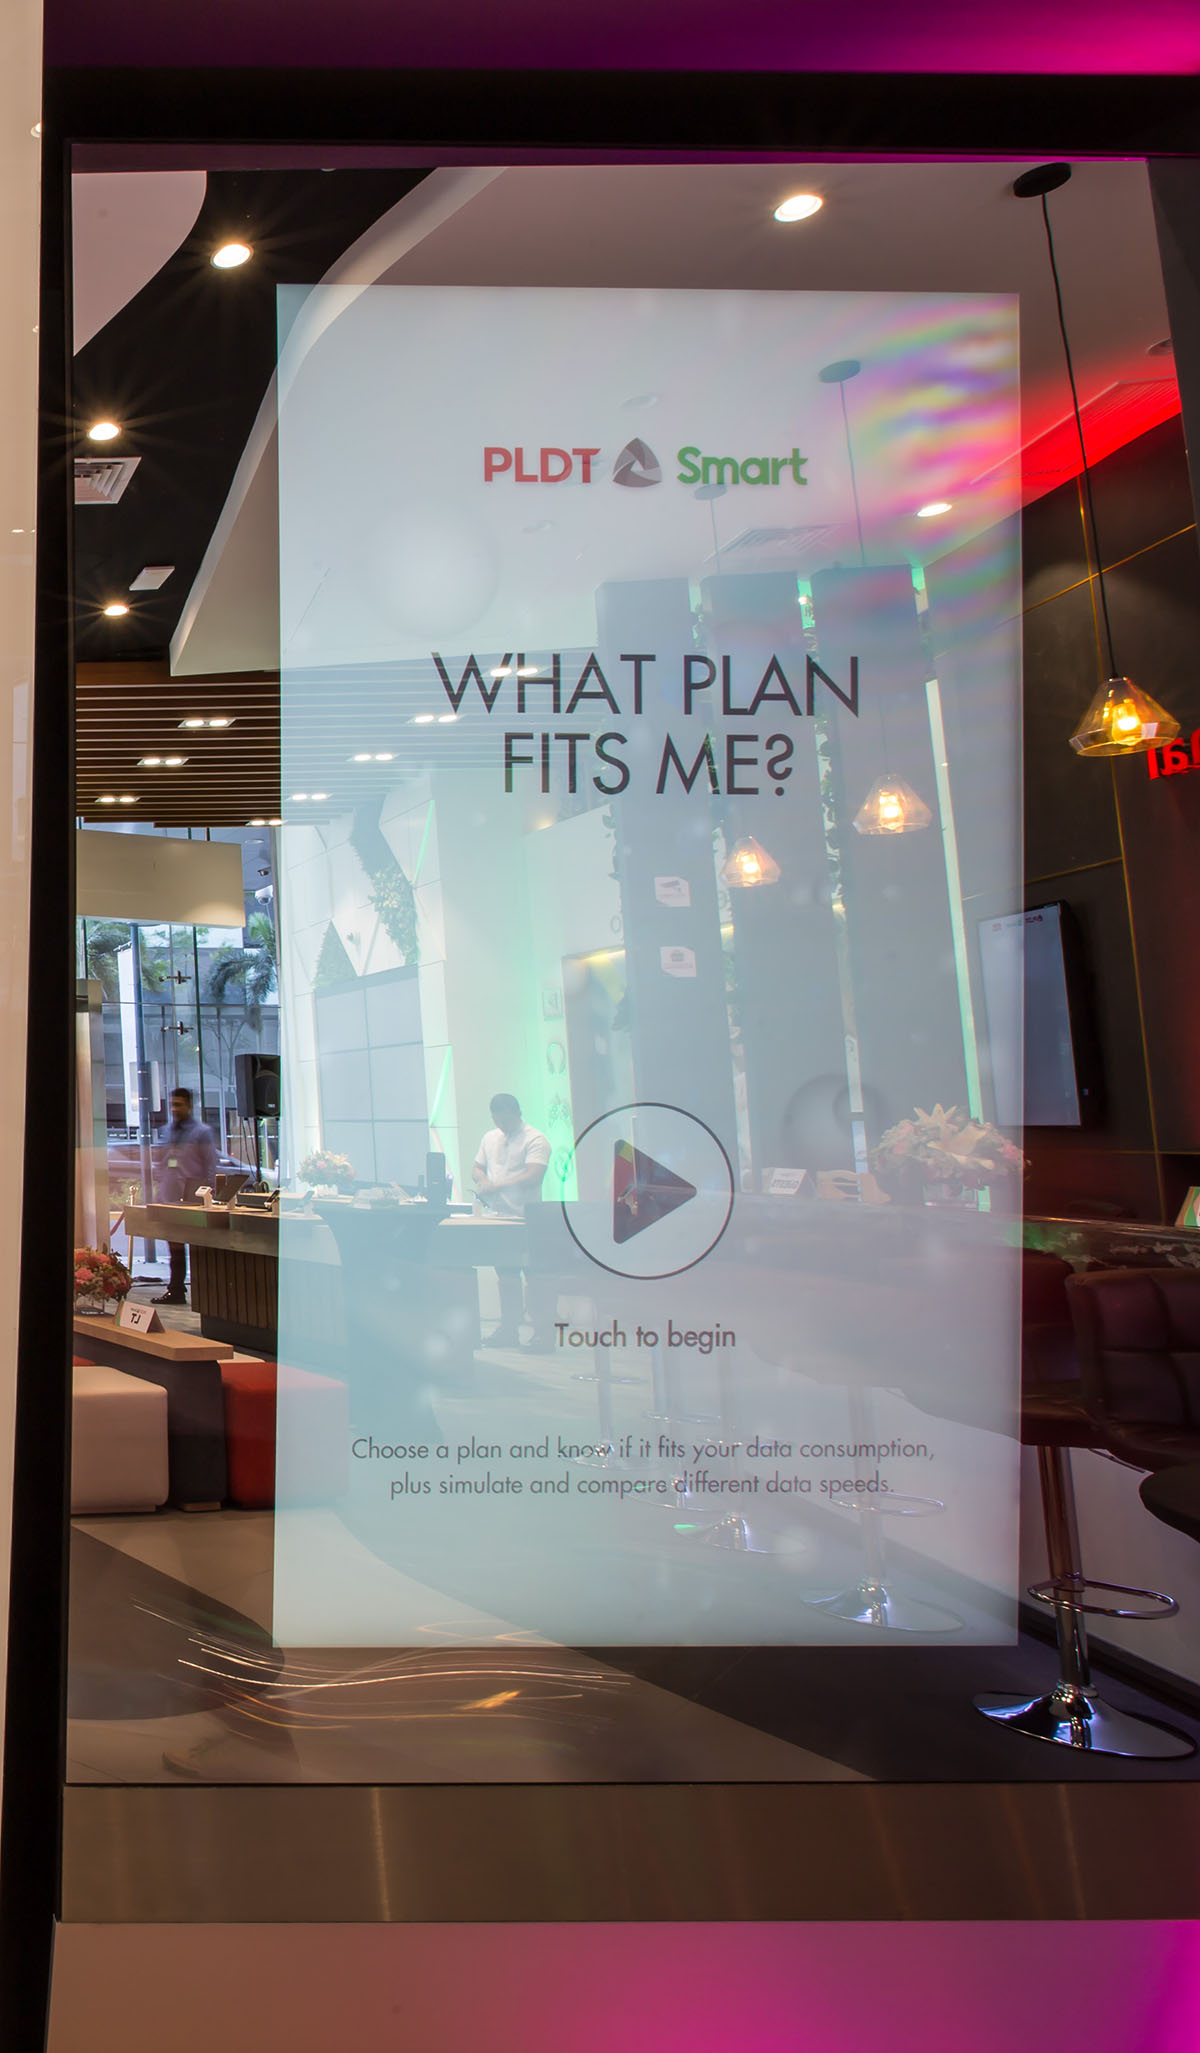 PLDT Smart
WHAT PLAN
FITS ME?
Touch to begin
Choose a plan and know if it fits your data consumption,
plus simulate and compare different data speeds.